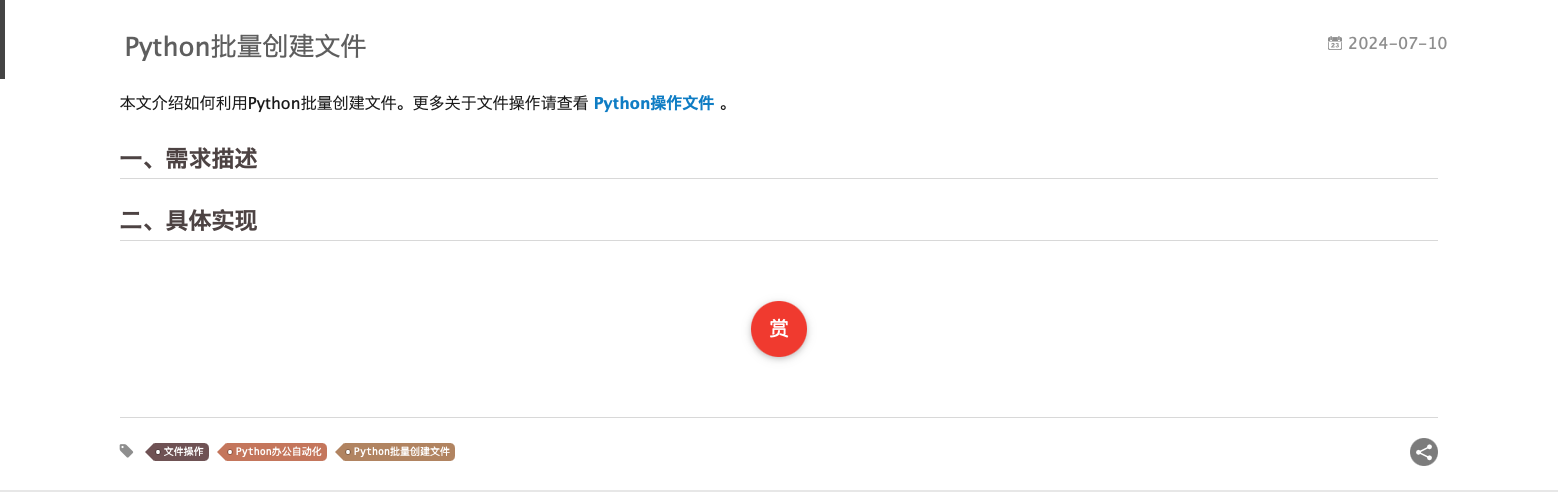 Python批量创建文件
2024-07-10
本文介绍如何利用Python批量创建文件。更多关于文件操作请查看 Python操作文件 。
一、需求描述
二、具体实现
赏
文件操作 Python办公自动化 Python批量创建文件